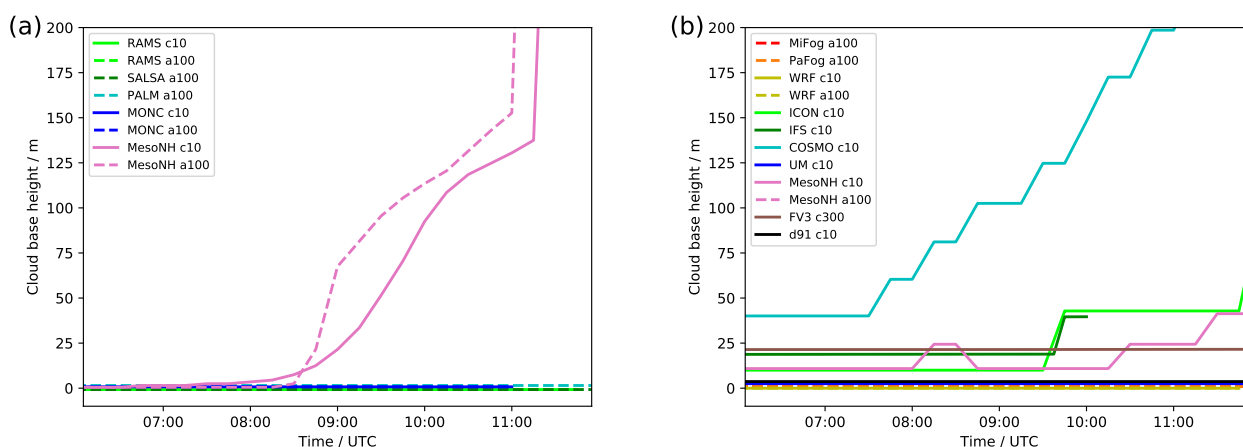 (a)
Cloud base height / m
200
175
150
125
100
75
50
25
0
RAMS c10
RAMS a100
SALSA a100
PALM a100
MONC c10
MONC a100
MesoNH c10
MesoNH a100
07:00 08:00 09:00 10:00 11:00
Time / UTC
(b)
Cloud base height / m
200
175
150
125
100
75
50
25
0
MiFog a100
PaFog a100
WRF c10
WRF a100
ICON c10
IFS c10
COSMO c10
UM c10
MesoNH c10
MesoNH a100
FV3 c300
d91 c10
07:00 08:00 09:00 10:00 11:00
Time / UTC